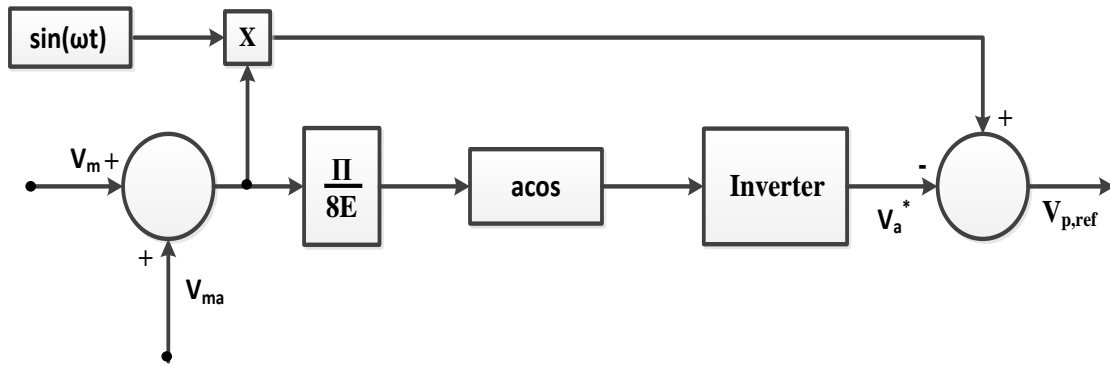 sin(ωt)
X
Vm
+
+
Vma
Π
8E
acos
Inverter
Va*
-
+
Vp,ref